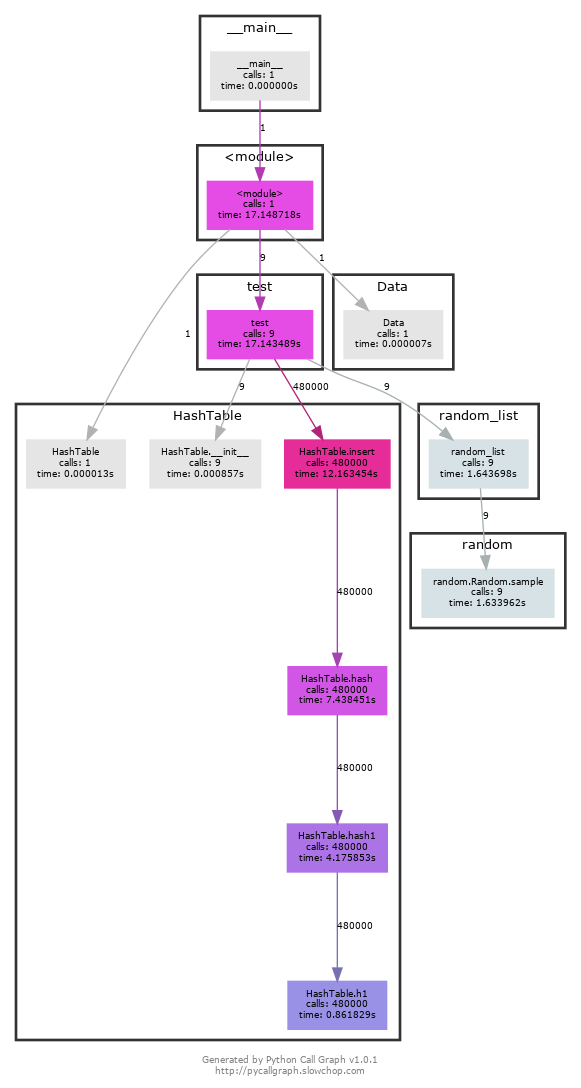 __main__
__main__
calls: 1
time: 0.000000s
1
<module>
<module>
calls: 1
time: 17.148718s
9
1
1
test
test
calls: 9
time: 17.143489s
Data
Data
calls: 1
time: 0.000007s
9
480000
9
HashTable
HashTable
calls: 1
time: 0.000013s
HashTable.__init__
calls: 9
time: 0.000857s
HashTable.insert
calls: 480000
time: 12.163454s
random_list
random_list
calls: 9
time: 1.643698s
9
random
random.Random.sample
calls: 9
time: 1.633962s
480000
HashTable.hash
calls: 480000
time: 7.438451s
480000
HashTable.hash1
calls: 480000
time: 4.175853s
480000
HashTable.h1
calls: 480000
time: 0.861829s
Generated by Python Call Graph v1.0.1
http://pycallgraph.slowchop.com